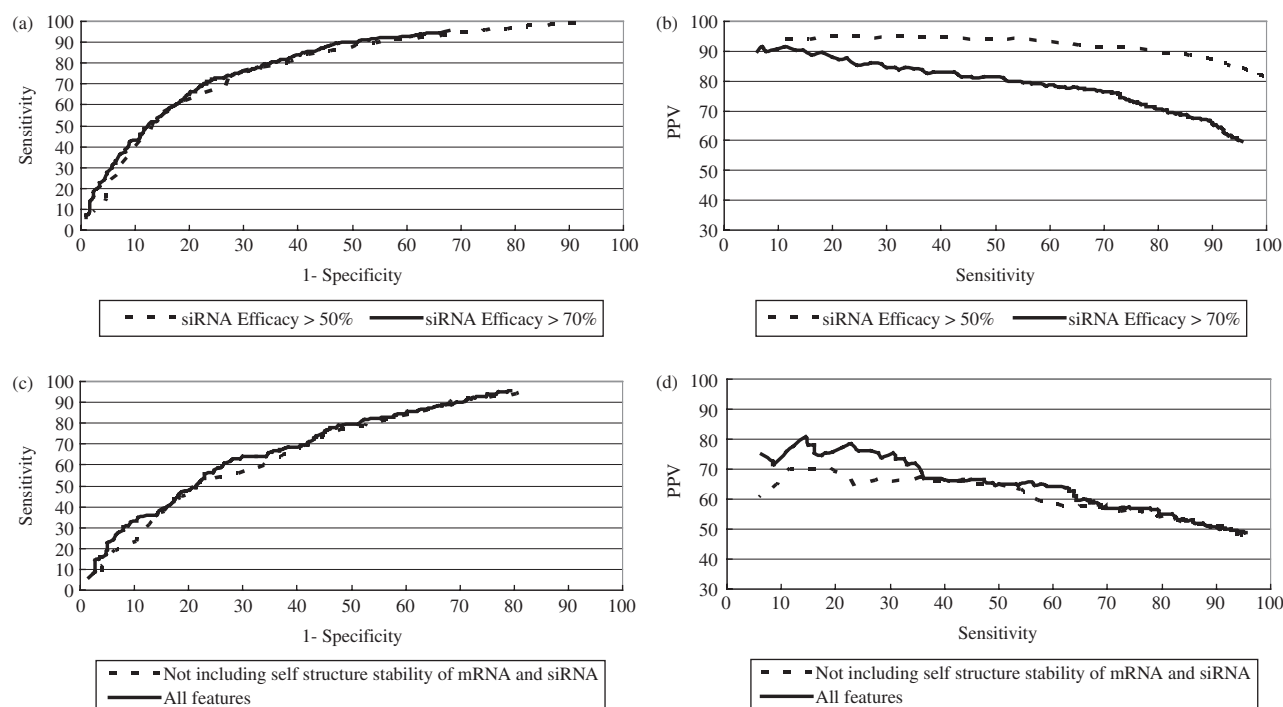 (a)
100
90
80
70
60
50
40
30
20
10
0
Sensitivity
0 10 20 30 40 50 60 70 80 90 100
1- Specificity
siRNA Efficacy > 50% siRNA Efficacy > 70%
(b)
100
90
80
70
60
50
40
30
PPV
0 10 20 30 40 50 60 70 80 90 100
Sensitivity
siRNA Efficacy > 50% siRNA Efficacy > 70%
(c)
100
90
80
70
60
50
40
30
20
10
0
Sensitivity
0 10 20 30 40 50 60 70 80 90 100
1- Specificity
Not including self structure stability of mRNA and siRNA
All features
(d)
100
90
80
70
60
50
40
30
PPV
0 10 20 30 40 50 60 70 80 90 100
Sensitivity
Not including self structure stability of mRNA and siRNA
All features